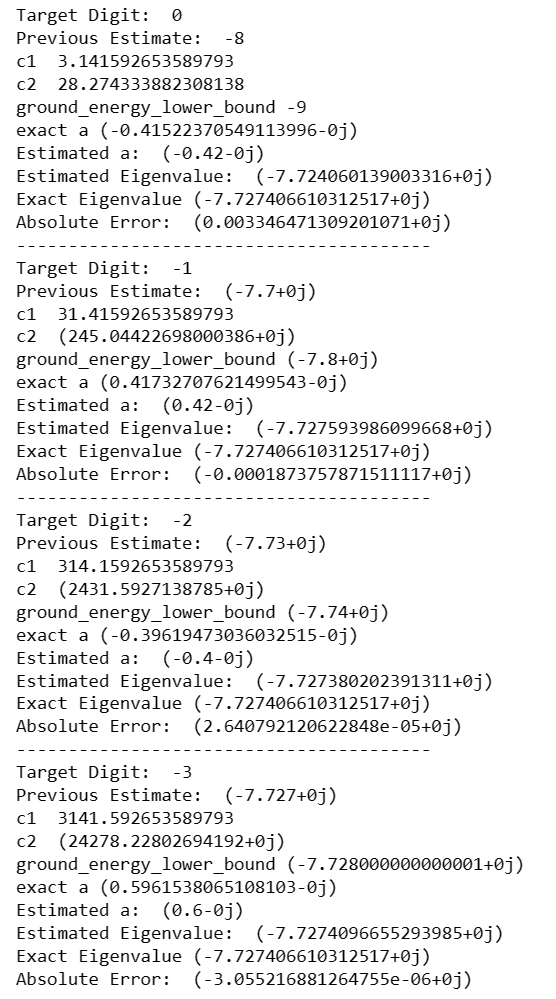 Target Digit:  0
Previous Estimate:  -8
c1  3.141592653589793
c2  28.274333882308138
ground_energy_lower_bound -9
exact a (-0.41522370549113996-0j)
Estimated a:  (-0.42-0j)
Estimated Eigenvalue:  (-7.724060139003316+0j)
Exact Eigenvalue (-7.727406610312517+0j)
Absolute Error:  (0.003346471309201071+0j)
----------------------------------------
Target Digit:  -1
Previous Estimate:  (-7.7+0j)
c1  31.41592653589793
c2  (245.04422698000386+0j)
ground_energy_lower_bound (-7.8+0j)
exact a (0.41732707621499543-0j)
Estimated a:  (0.42-0j)
Estimated Eigenvalue:  (-7.727593986099668+0j)
Exact Eigenvalue (-7.727406610312517+0j)
Absolute Error:  (-0.0001873757871511117+0j)
----------------------------------------
Target Digit:  -2
Previous Estimate:  (-7.73+0j)
c1  314.1592653589793
c2  (2431.5927138785+0j)
ground_energy_lower_bound (-7.74+0j)
exact a (-0.39619473036032515-0j)
Estimated a:  (-0.4-0j)
Estimated Eigenvalue:  (-7.727380202391311+0j)
Exact Eigenvalue (-7.727406610312517+0j)
Absolute Error:  (2.640792120622848e-05+0j)
----------------------------------------
Target Digit:  -3
Previous Estimate:  (-7.727+0j)
c1  3141.592653589793
c2  (24278.22802694192+0j)
ground_energy_lower_bound (-7.728000000000001+0j)
exact a (0.5961538065108103-0j)
Estimated a:  (0.6-0j)
Estimated Eigenvalue:  (-7.7274096655293985+0j)
Exact Eigenvalue (-7.727406610312517+0j)
Absolute Error:  (-3.055216881264755e-06+0j)